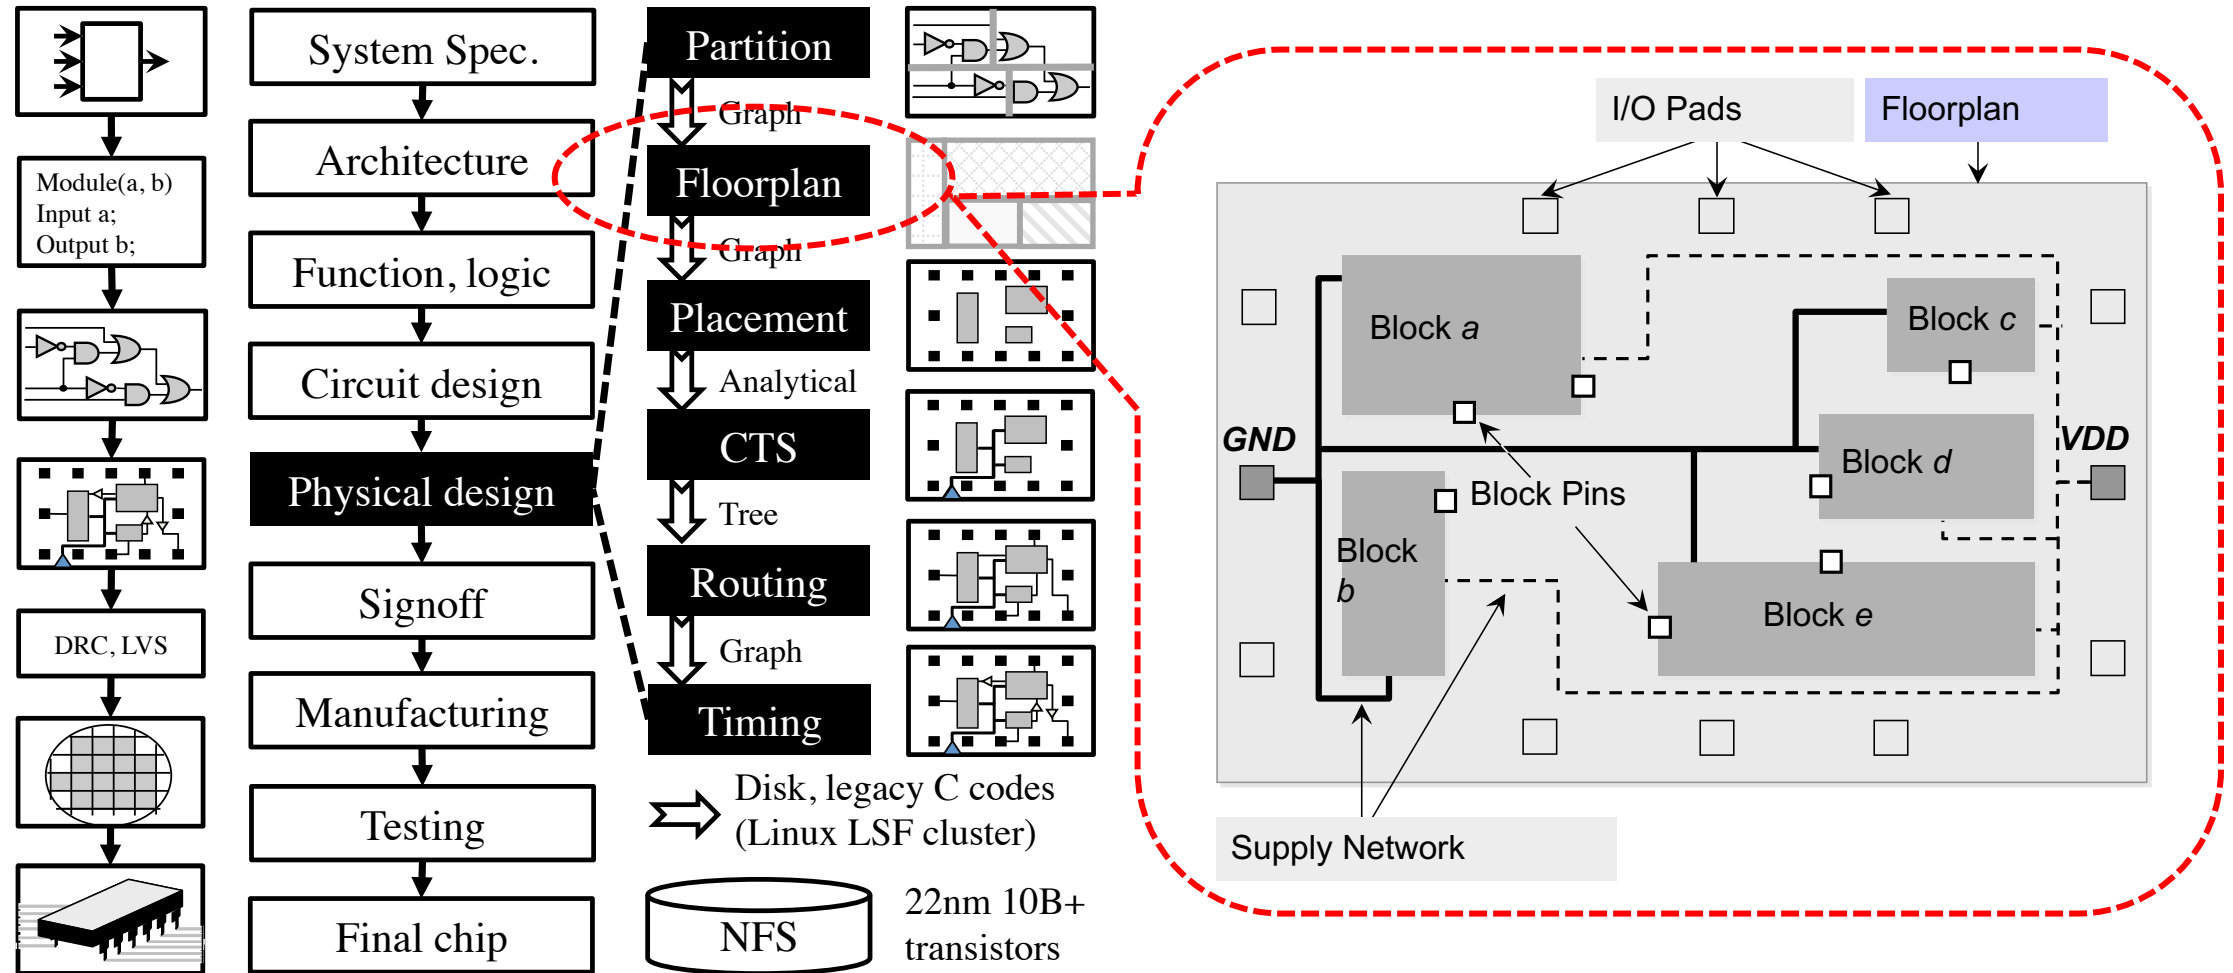 Module(a, b)
Input a;
Output b;
DRC, LVS
System Spec.
Architecture
Function, logic
Circuit design
Physical design
Signoff
Manufacturing
Testing
Final chip
Partition
Graph
Floorplan
Graph
Placement
Analytical
CTS
Tree
Routing
Graph
Timing
Disk, legacy C codes
(Linux LSF cluster)
NFS
22nm 10B+
transistors
I/O Pads
Floorplan
Block a
Block c
GND
Block d
VDD
Block Pins
Block
b
Block e
Supply Network